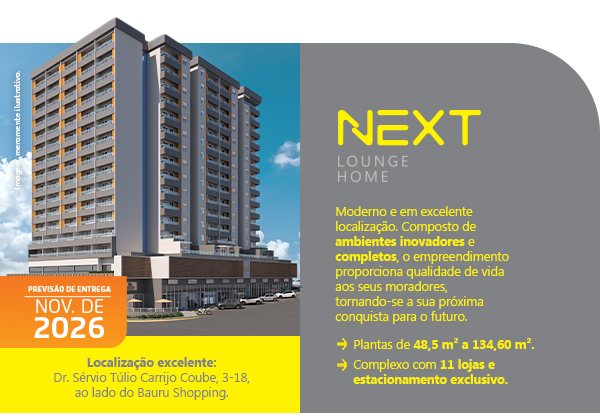 Imagem meramente ilustrativa.
PREVISÃO DE ENTREGA
NOV. DE
2026
Localização excelente:
Dr. Sérvio Túlio Carrijo Coube, 3-18,
ao lado do Bauru Shopping.
NEXT
LOUNGE
HOME
Moderno e em excelente
localização. Composto de
ambientes inovadores e
completos, o empreendimento
proporciona qualidade de vida
aos seus moradores,
tornando-se a sua próxima
conquista para o futuro.
Plantas de 48,5 m² a 134,60 m².
Complexo com 11 lojas e
estacionamento exclusivo.